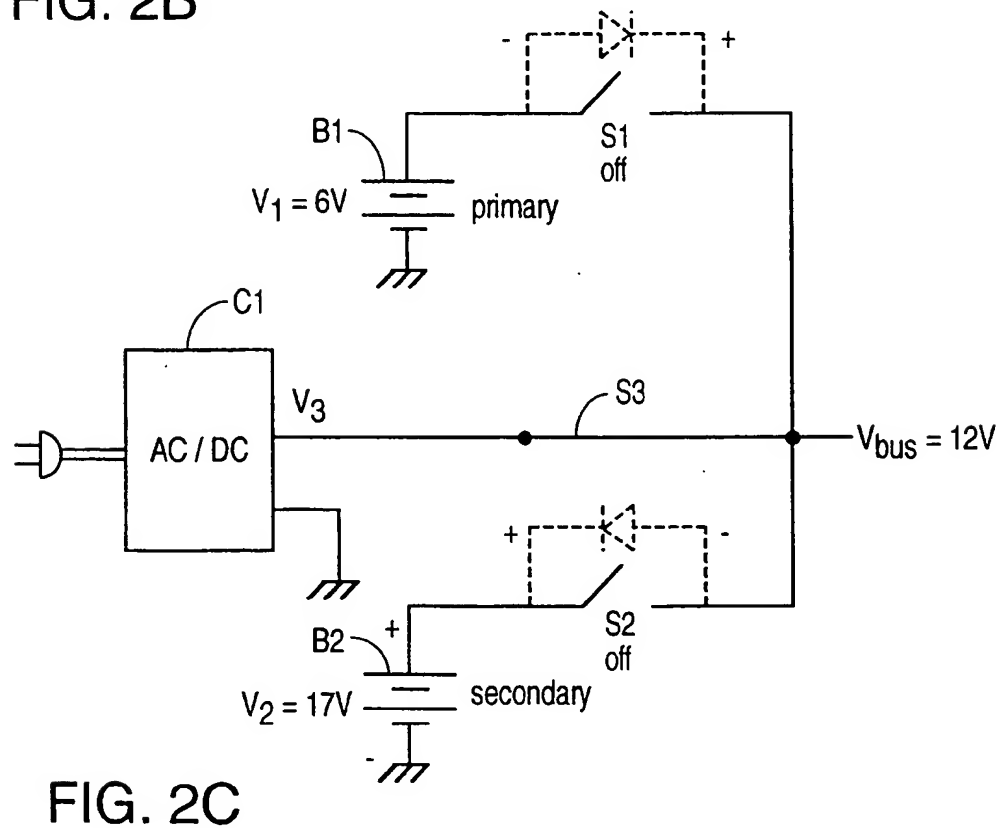 FIG. 2B
- +
B1
S1
off
V1 = 6V primary
C1
V3
S3
AC / DC
Vbus = 12V
+ -
S2
off
+
B2
V2 = 17V secondary
-
FIG. 2C